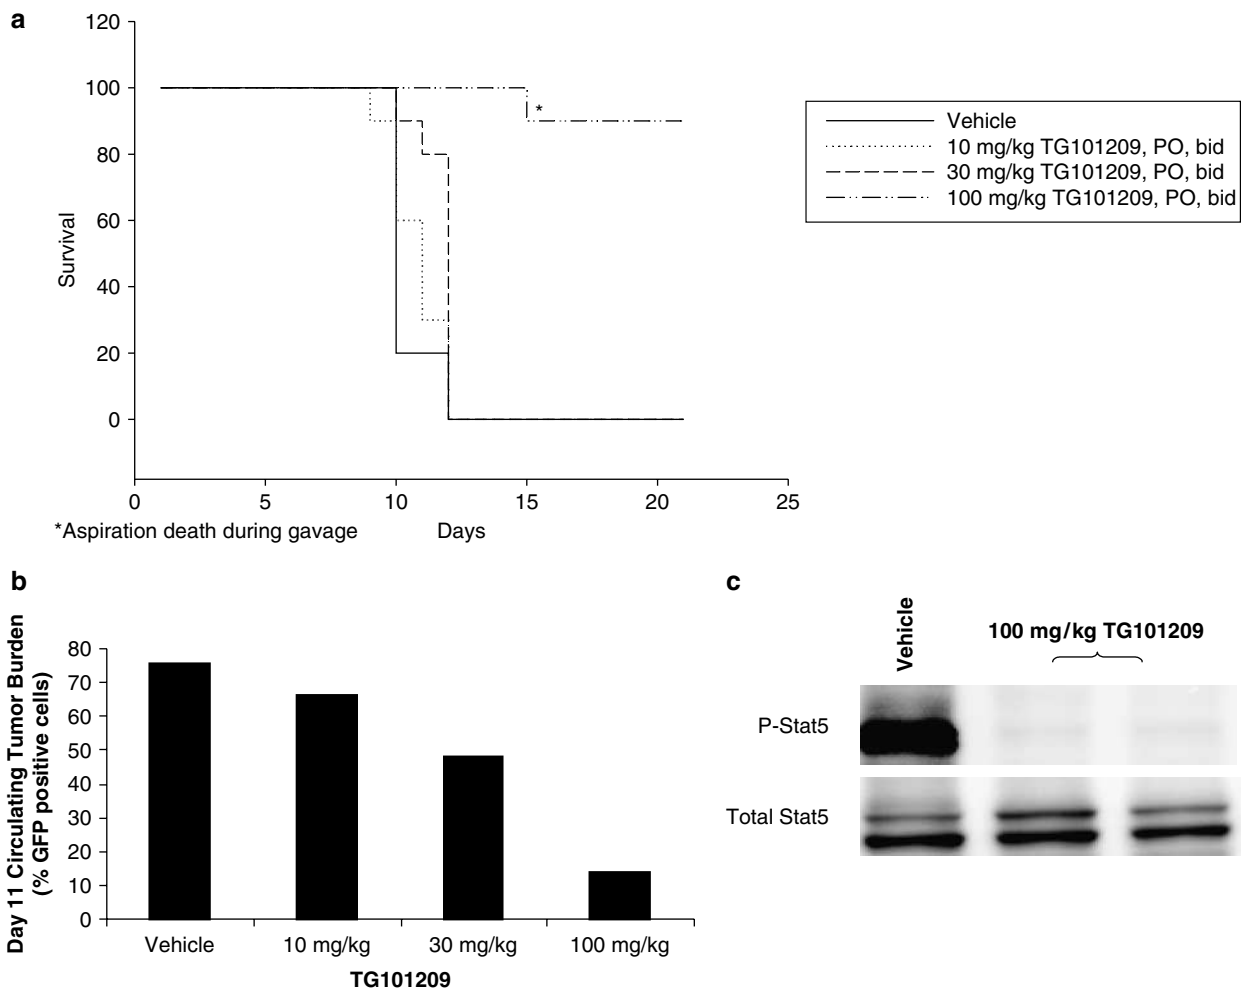 a
120
100
80
60
40
20
0
Survival
0 5 10 15 20 25
*
*Aspiration death during gavage
Days
Vehicle
10 mg/kg TG101209, PO, bid
30 mg/kg TG101209, PO, bid
100 mg/kg TG101209, PO, bid
b
Day 11 Circulating Tumor Burden
(% GFP positive cells)
80
70
60
50
40
30
20
10
0
Vehicle 10 mg/kg 30 mg/kg 100 mg/kg
TG101209
c
Vehicle
100 mg/kg TG101209
P-Stat5
Total Stat5